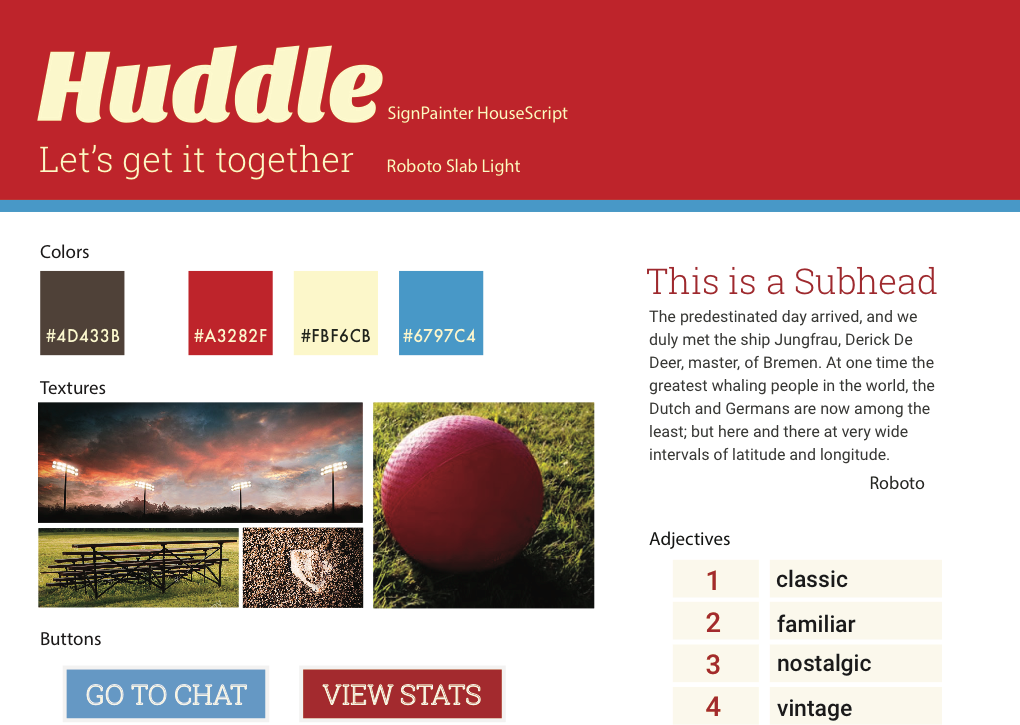 Huddle
SignPainter HouseScript
Let's get it together
Roboto Slab Light
Colors
#4D433B
#A3282F
#FBF6CB
#6797C4
Textures
Buttons
GO TO CHAT
VIEW STATS
This is a Subhead
The predestinated day arrived, and we
duly met the ship Jungfrau, Derick De
Deer, master, of Bremen. At one time the
greatest whaling people in the world, the
Dutch and Germans are now among the
least; but here and there at very wide
intervals of latitude and longitude.
Roboto
Adjectives
1 classic
2 familiar
3 nostalgic
4 vintage